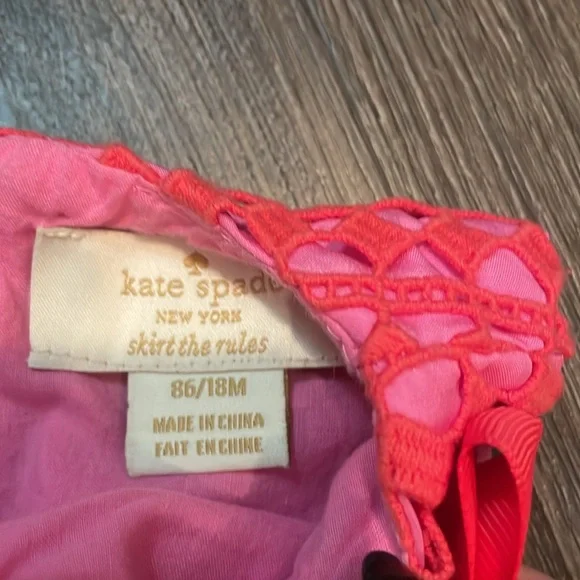 kate spade
NEW YORK
skirt the rules
86/18M
MADE IN CHINA
FAIT EN CHINE